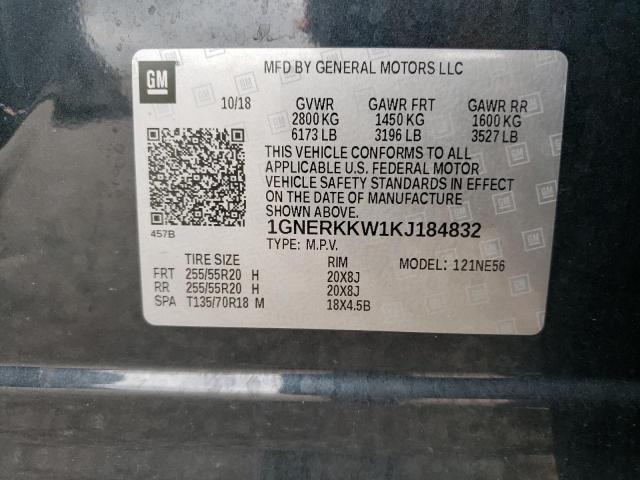 GM
MFD BY GENERAL MOTORS LLC
10/18 GVWR GAWR FRT GAWR RR
2800 KG 1450 KG 1600 KG
6173 LB 3196 LB 3527 LB
THIS VEHICLE CONFORMS TO ALL
APPLICABLE U.S. FEDERAL MOTOR
VEHICLE SAFETY STANDARDS IN EFFECT
ON THE DATE OF MANUFACTURE
SHOWN ABOVE.
457B
1GNERKKW1KJ184832
TYPE: M.P.V. MODEL: 121NE56
TIRE SIZE RIM
FRT 255/55R20 H 20X8J
RR 255/55R20 H 20X8J
SPA T135/70R18 M 18X4.5B